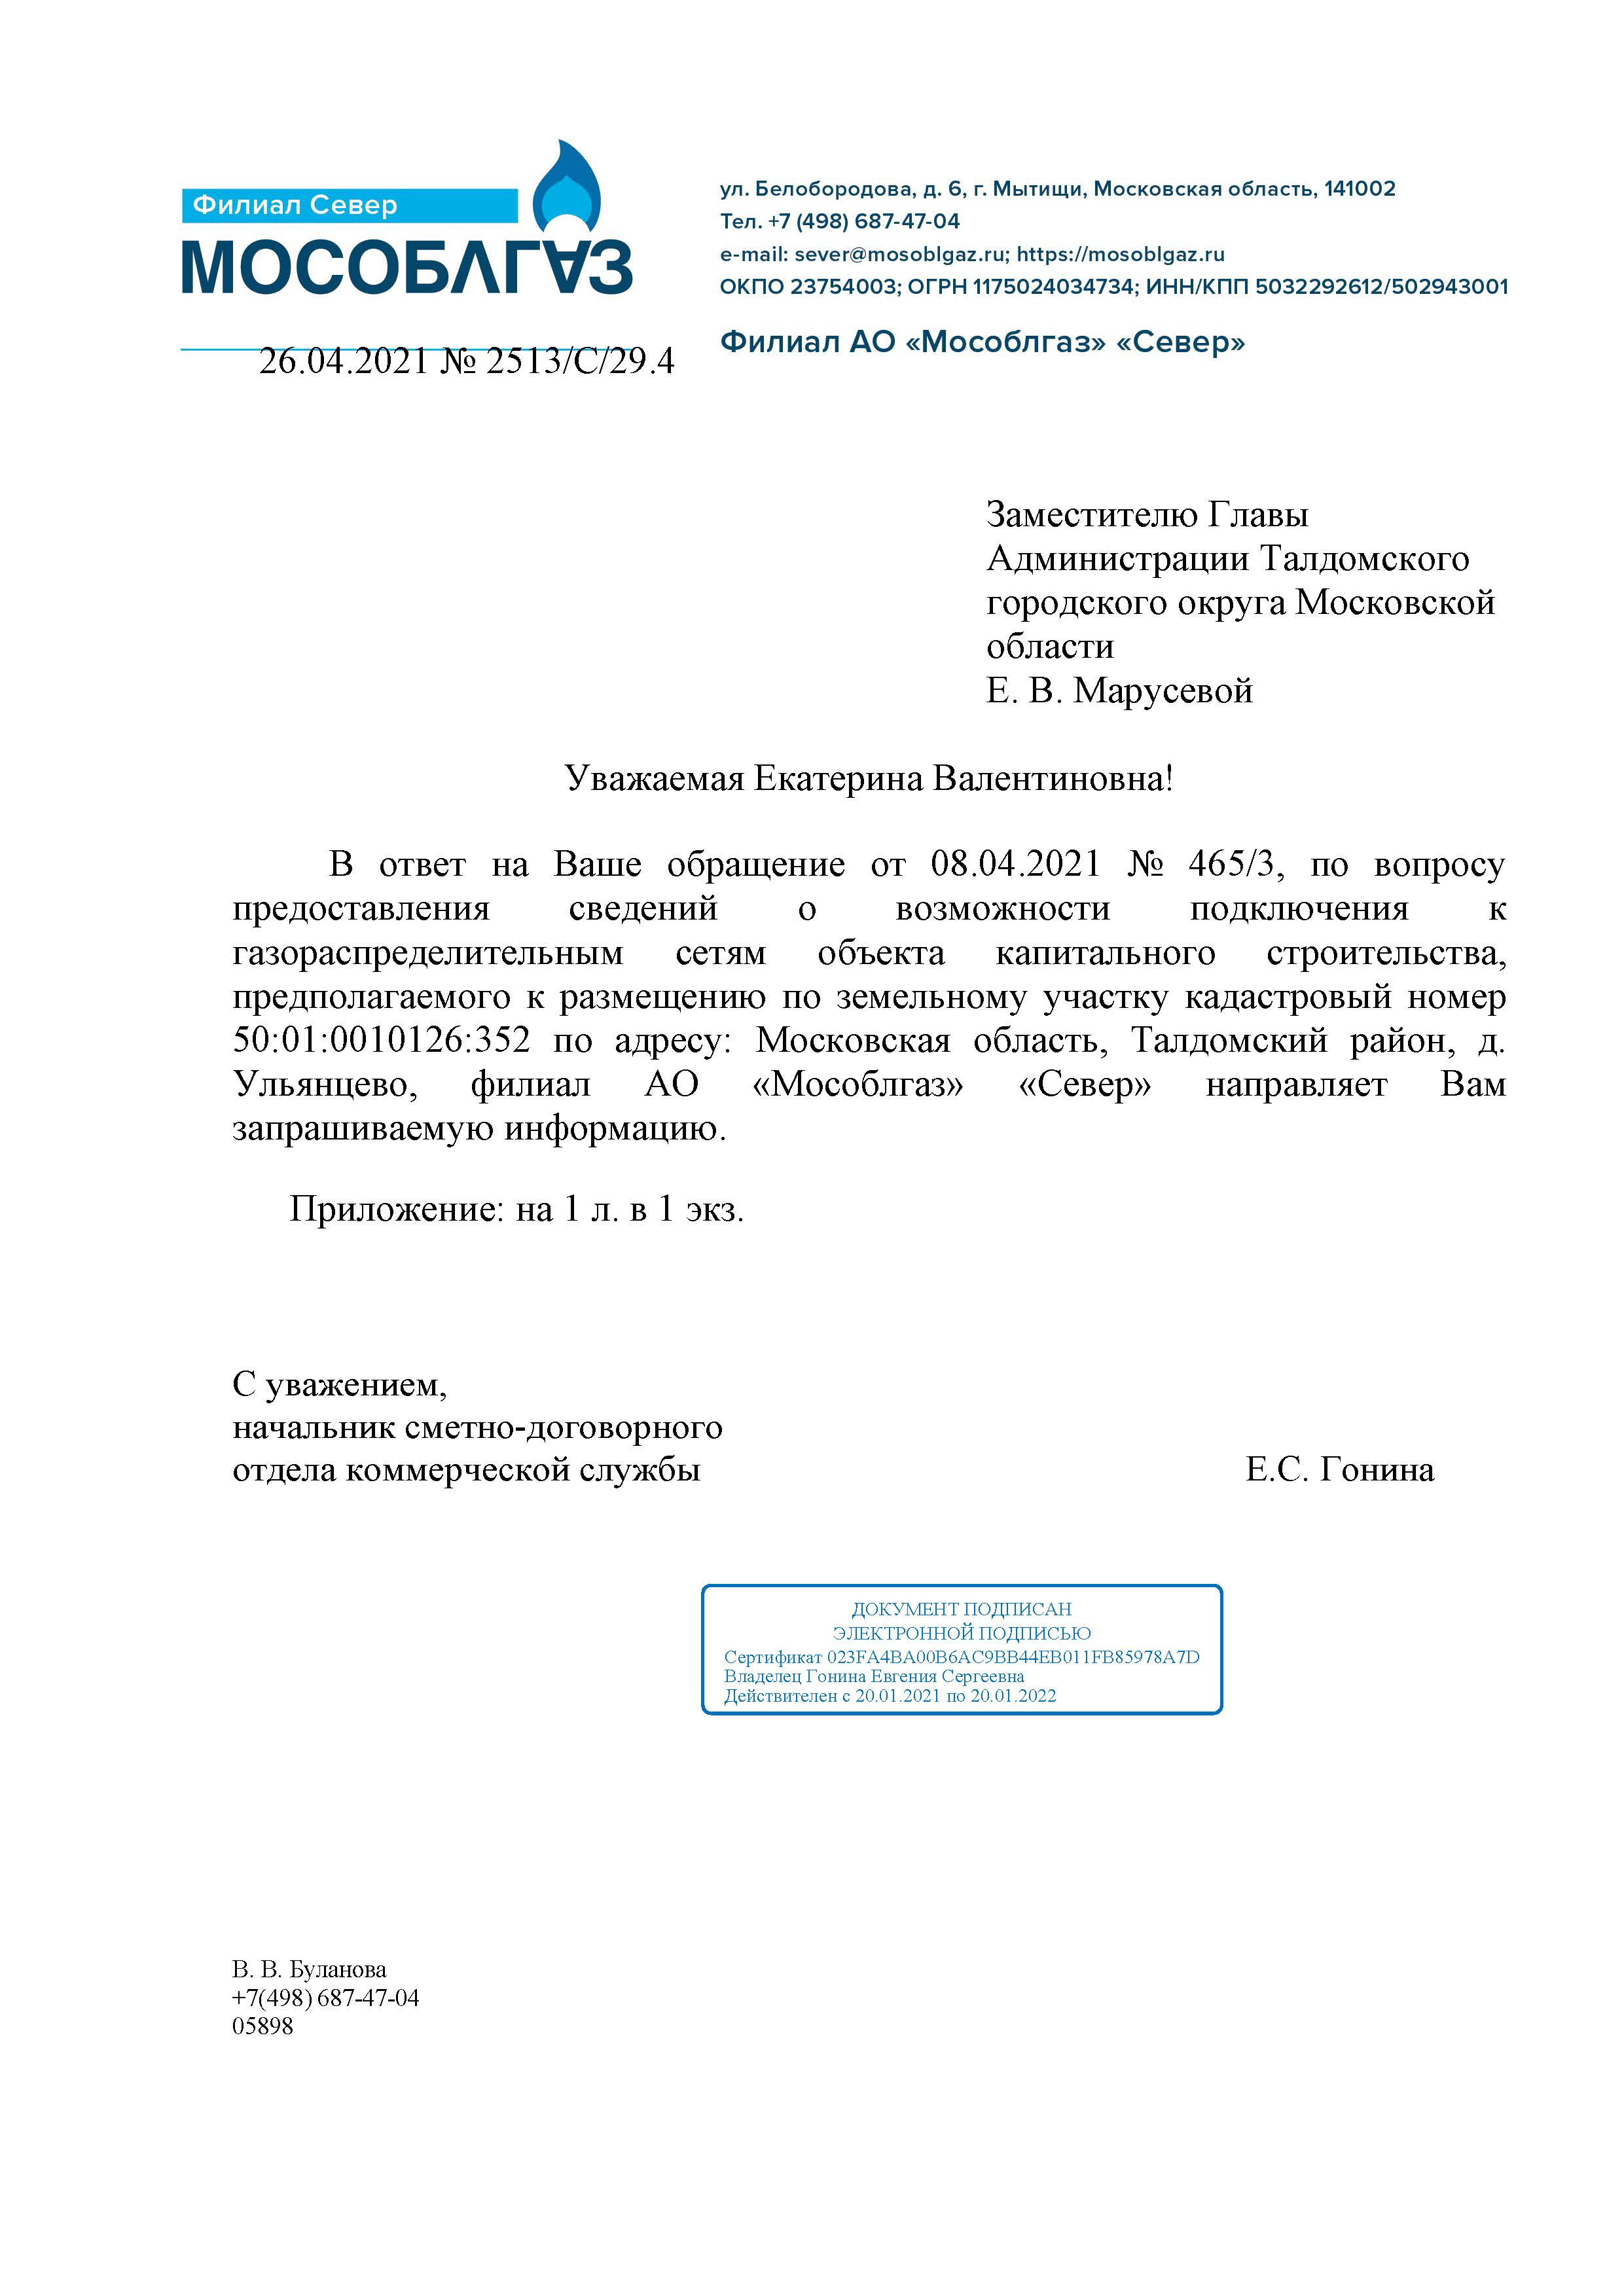 Филиал Север
МОСОБЛГАЗ
ул. Белобородова, д. 6, г. Мытищи, Московская область, 141002
Тел. +7 (498) 687-47-04
e-mail: sever@mosoblgaz.ru; https://mosoblgaz.ru
ОКПО 23754003; ОГРН 1175024034734; ИНН/КПП 5032292612/502943001
Филиал АО «Мособлгаз» «Север»
26.04.2021 № 2513/С/29.4
Заместителю Главы
Администрации Талдомского
городского округа Московской
области
Е. В. Марусевой
Уважаемая Екатерина Валентиновна!
В ответ на Ваше обращение от 08.04.2021 № 465/3, по вопросу
предоставления сведений о возможности подключения к
газораспределительным сетям объекта капитального строительства,
предполагаемого к размещению по земельному участку кадастровый номер
50:01:0010126:352 по адресу: Московская область, Талдомский район, д.
Ульянцево, филиал АО «Мособлгаз» «Север» направляет Вам
запрашиваемую информацию.
Приложение: на 1 л. в 1 экз.
С уважением,
начальник сметно-договорного
отдела коммерческой службы
Е.С. Гонина
ДОКУМЕНТ ПОДПИСАН
ЭЛЕКТРОННОЙ ПОДПИСЬЮ
Сертификат 023FA4BA00B6AC9BB44EB011FB85978A7D
Владелец Гонина Евгения Сергеевна
Действителен с 20.01.2021 по 20.01.2022
В. В. Буланова
+7(498) 687-47-04
05898